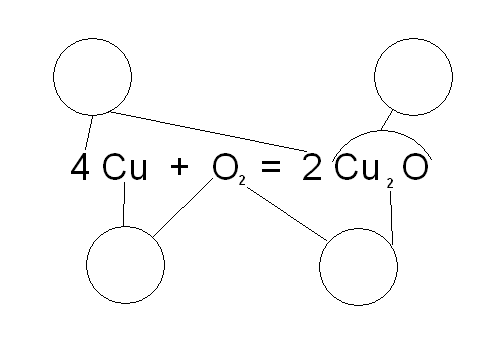 4 Cu + O₂ = 2 Cu₂O